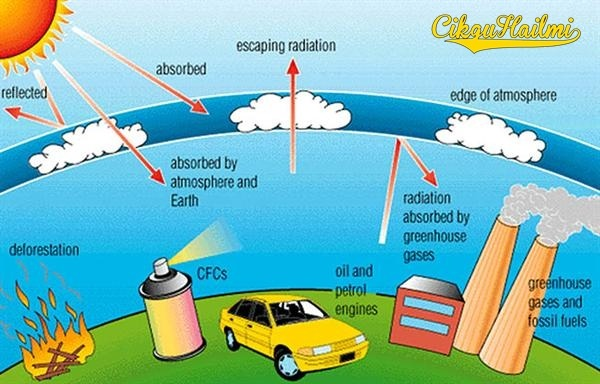 CikguHailmi
escaping radiation
absorbed
reflected
edge of atmosphere
absorbed by
atmosphere and
Earth
radiation
absorbed by
greenhouse
gases
deforestation
CFCs
oil and
petrol
engines
greenhouse
gases and
fossil fuels